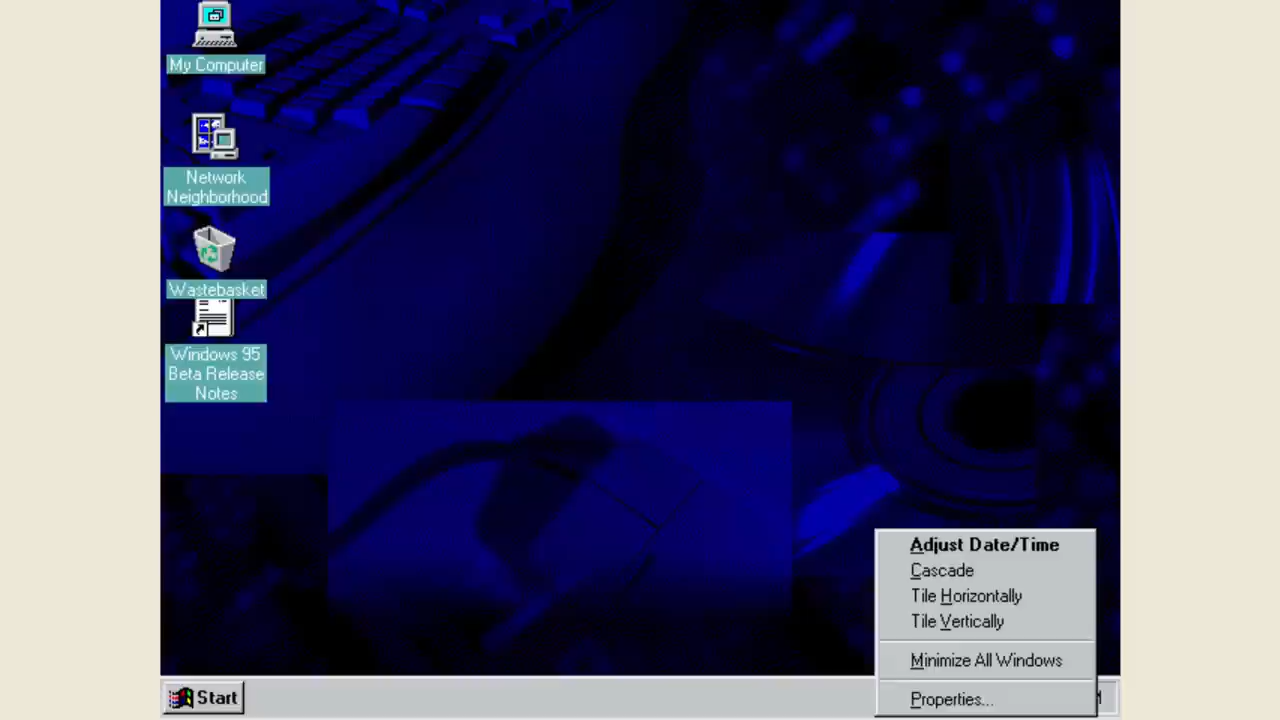 My Computer
Network
Neighborhood
Wastebasket
Windows 95
Beta Release
Notes
Adjust Date/Time
Cascade
Tile Horizontally
Tile Vertically
Minimize All Windows
Properties...
Start